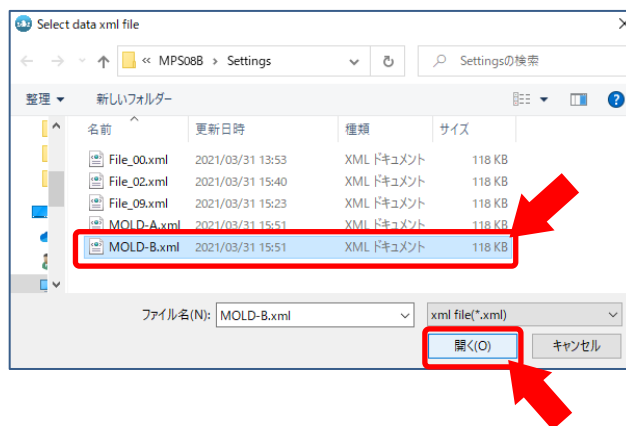 Select data xml file
« MPS08B › Settings
Settingsの検索
整理 新しいフォルダー
名前 更新日時 種類 サイズ
File_00.xml 2021/03/31 13:53 XML ドキュメント 118 KB
File_02.xml 2021/03/31 15:40 XML ドキュメント 118 KB
File_09.xml 2021/03/31 15:23 XML ドキュメント 118 KB
MOLD-A.xml 2021/03/31 15:51 XML ドキュメント 118 KB
MOLD-B.xml 2021/03/31 15:51 XML ドキュメント 118 KB
ファイル名(N): MOLD-B.xml xml file(*.xml)
開く(O) キャンセル